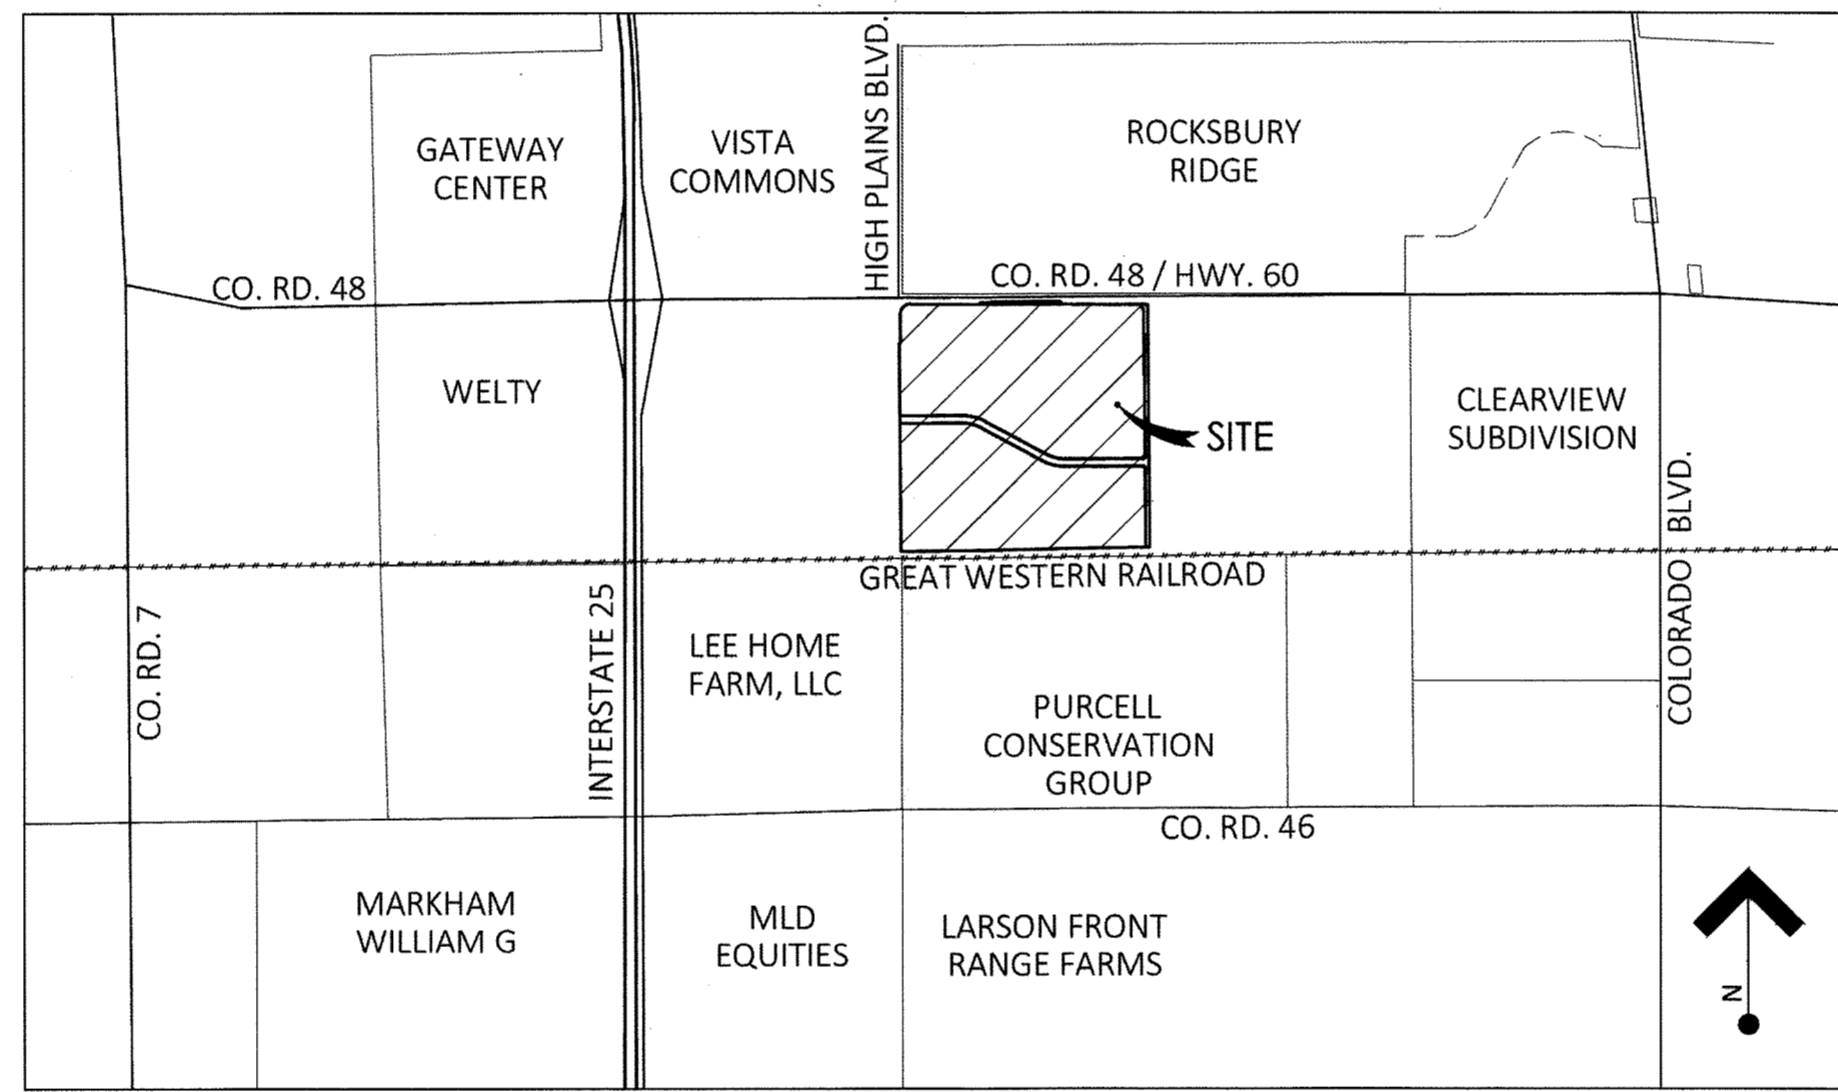 HIGH PLAINS BLVD.
GATEWAY
CENTER
VISTA
COMMONS
ROCKSBURY
RIDGE
CO. RD. 48
CO. RD. 48 / HWY. 60
WELTY
SITE
CLEARVIEW
SUBDIVISION
GREAT WESTERN RAILROAD
COLORADO BLVD.
CO. RD. 7
INTERSTATE 25
LEE HOME
FARM, LLC
PURCELL
CONSERVATION
GROUP
CO. RD. 46
MARKHAM
WILLIAM G
MLD
EQUITIES
LARSON FRONT
RANGE FARMS
N